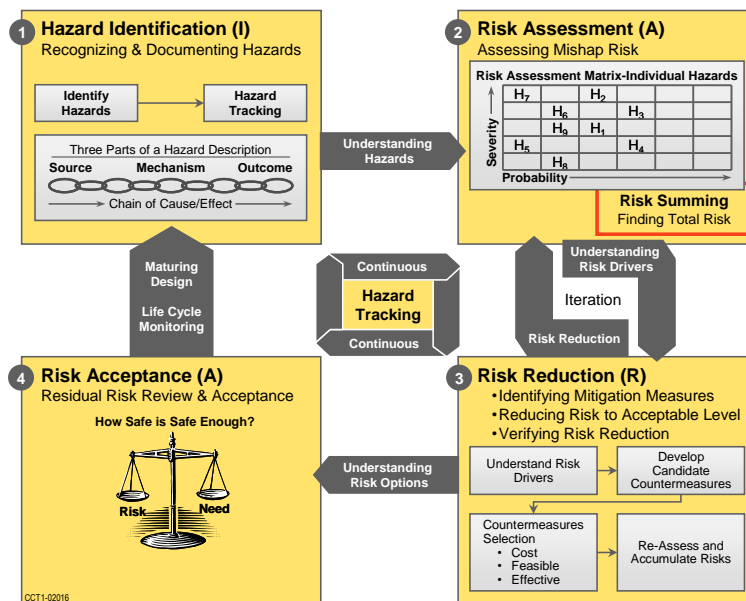 1
Hazard Identification (I)
Recognizing & Documenting Hazards
Identify
Hazards
Hazard
Tracking
Three Parts of a Hazard Description
Source Mechanism Outcome
Chain of Cause/Effect
Understanding
Hazards
2
Risk Assessment (A)
Assessing Mishap Risk
Risk Assessment Matrix-Individual Hazards
Severity
H7 H2
H6 H3
H9 H1
H5 H4
H8
Probability
Risk Summing
Finding Total Risk
Maturing
Design
Life Cycle
Monitoring
Continuous
Hazard
Tracking
Continuous
Understanding
Risk Drivers
Iteration
Risk Reduction
4
Risk Acceptance (A)
Residual Risk Review & Acceptance
How Safe is Safe Enough?
Risk
Need
CCT1-02016
Understanding
Risk Options
3
Risk Reduction (R)
•Identifying Mitigation Measures
•Reducing Risk to Acceptable Level
•Verifying Risk Reduction
Understand Risk
Drivers
Develop
Candidate
Countermeasures
Countermeasures
Selection
• Cost
• Feasible
• Effective
Re-Assess and
Accumulate Risks